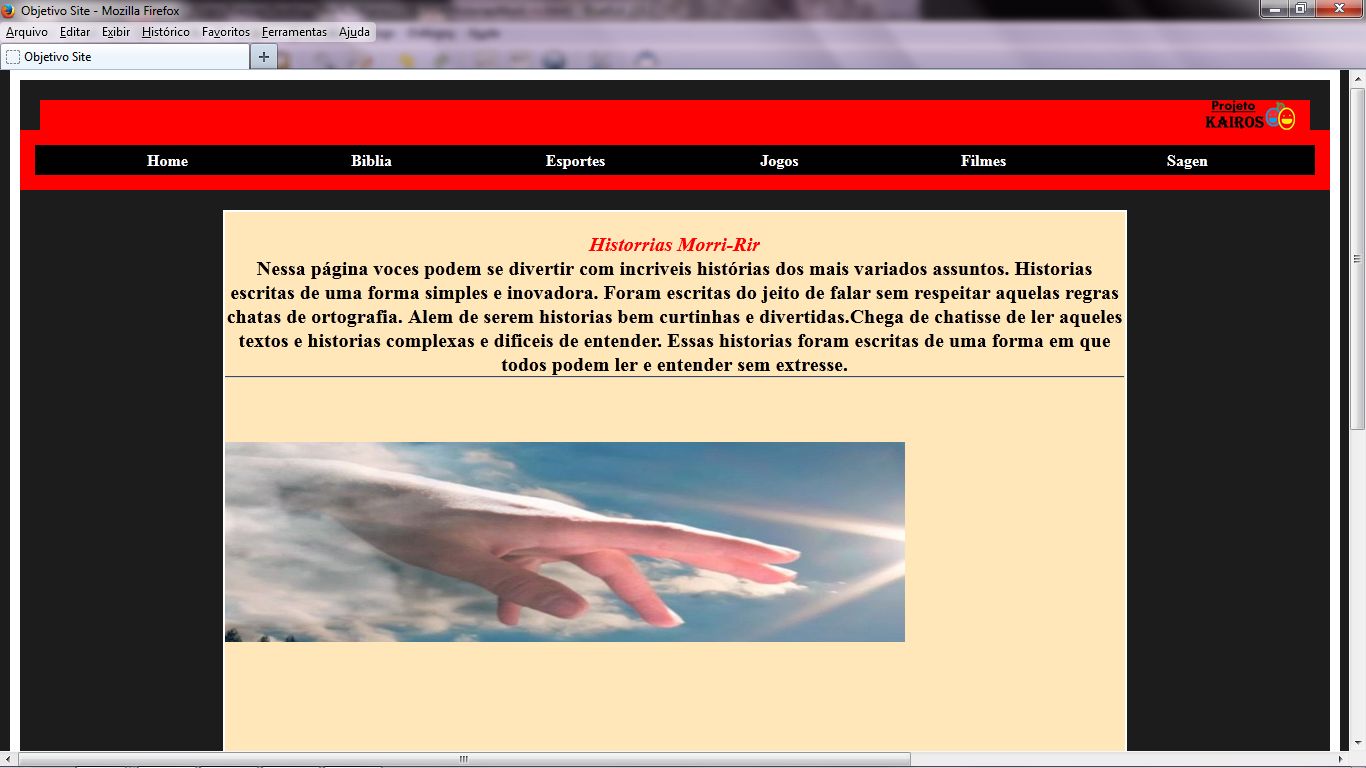 Objetivo Site - Mozilla Firefox
Arquivo Editar Exibir Histórico Favoritos Ferramentas Ajuda
Objetivo Site
Projeto
KAIROS
Home Biblia Esportes Jogos Filmes Sagen
Historrias Morri-Rir
Nessa página voces podem se divertir com incriveis histórias dos mais variados assuntos. Historias
escritas de uma forma simples e inovadora. Foram escritas do jeito de falar sem respeitar aquelas regras
chatas de ortografia. Alem de serem historias bem curtinhas e divertidas.Chega de chatisse de ler aqueles
textos e historias complexas e dificeis de entender. Essas historias foram escritas de uma forma em que
todos podem ler e entender sem extresse.